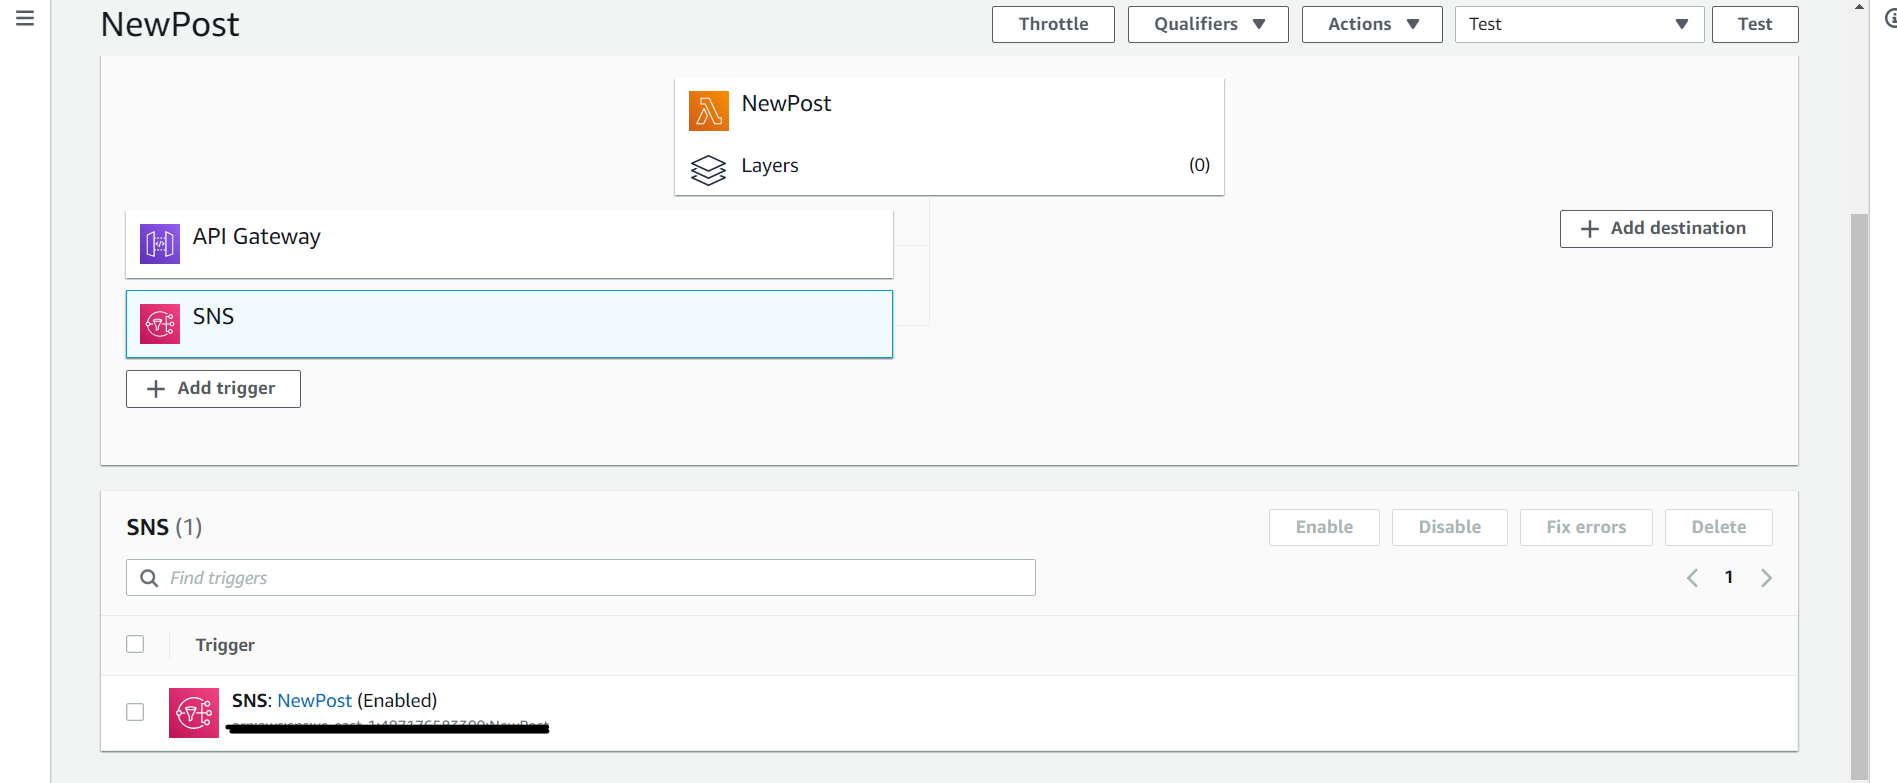 NewPost
Throttle
Qualifiers
Actions
Test
Test
NewPost
Layers
(0)
API Gateway
Add destination
SNS
Add trigger
SNS (1)
Enable
Disable
Fix errors
Delete
Find triggers
1
Trigger
SNS: NewPost (Enabled)